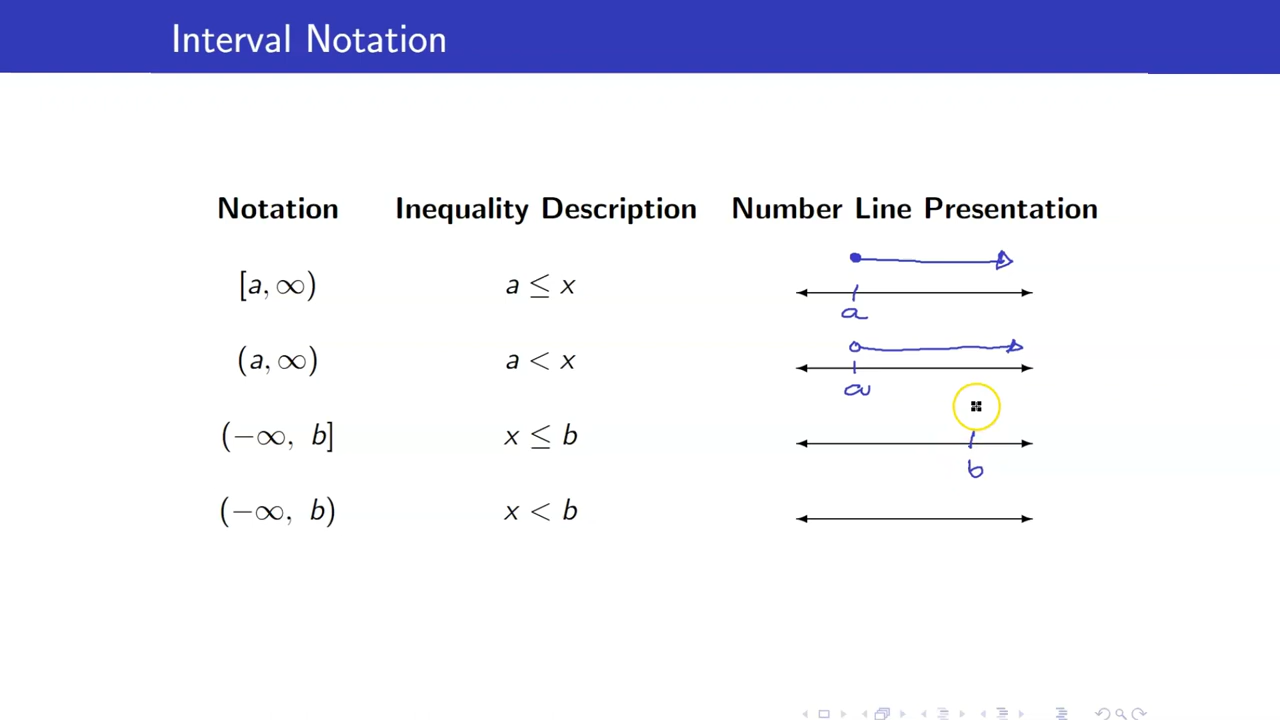 Interval Notation
Notation Inequality Description Number Line Presentation
[a, ∞) a ≤ x
a
(a, ∞) a < x
a
(−∞, b] x ≤ b
b
(−∞, b) x < b